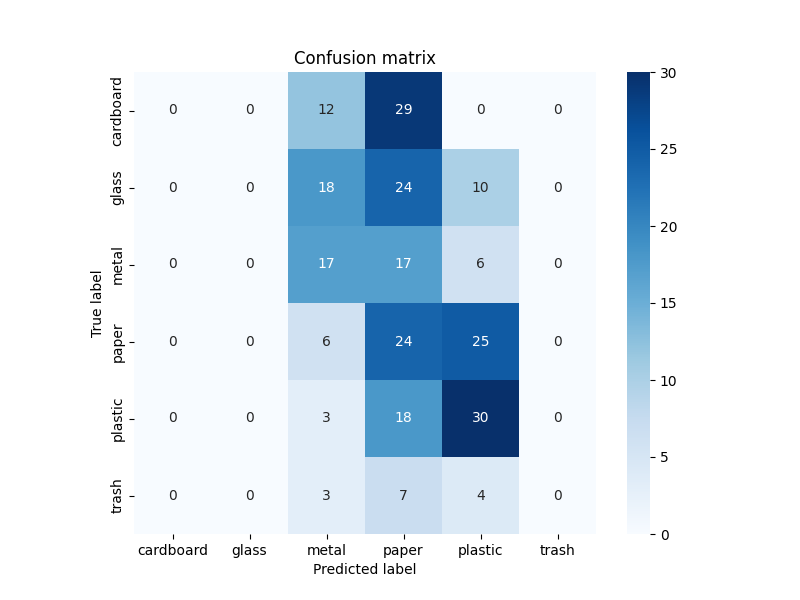 Confusion matrix
cardboard 0 0 12 29 0 0
glass 0 0 18 24 10 0
metal 0 0 17 17 6 0
paper 0 0 6 24 25 0
plastic 0 0 3 18 30 0
trash 0 0 3 7 4 0
True label
cardboard glass metal paper plastic trash
Predicted label
30
25
20
15
10
5
0